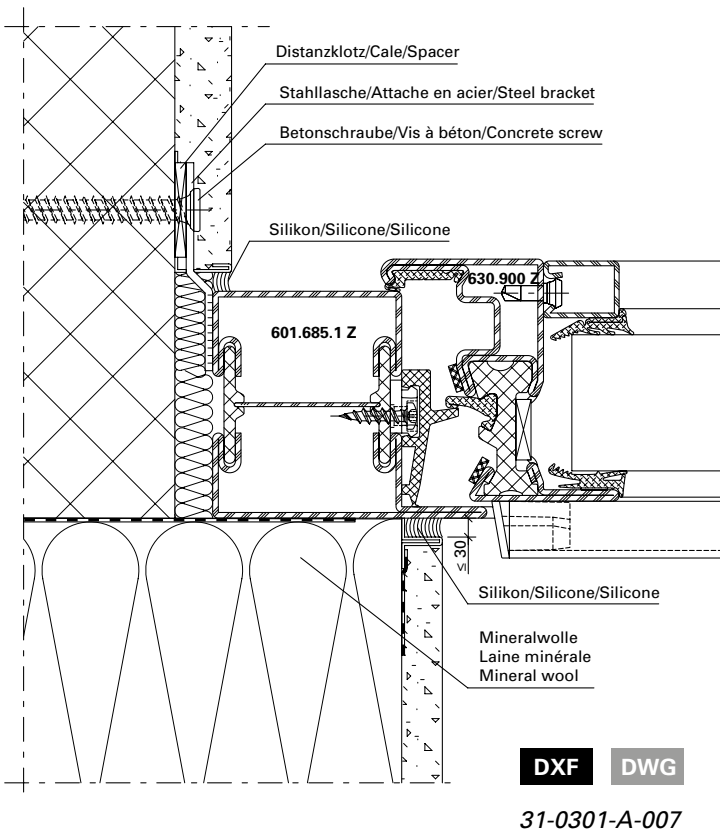 Distanzklotz/Cale/Spacer
Stahllasche/Attache en acier/Steel bracket
Betonschraube/Vis à béton/Concrete screw
Silikon/Silicone/Silicone
630.900 Z
601.685.1 Z
≤ 30
Silikon/Silicone/Silicone
Mineralwolle
Laine minérale
Mineral wool
DXF DWG
31-0301-A-007